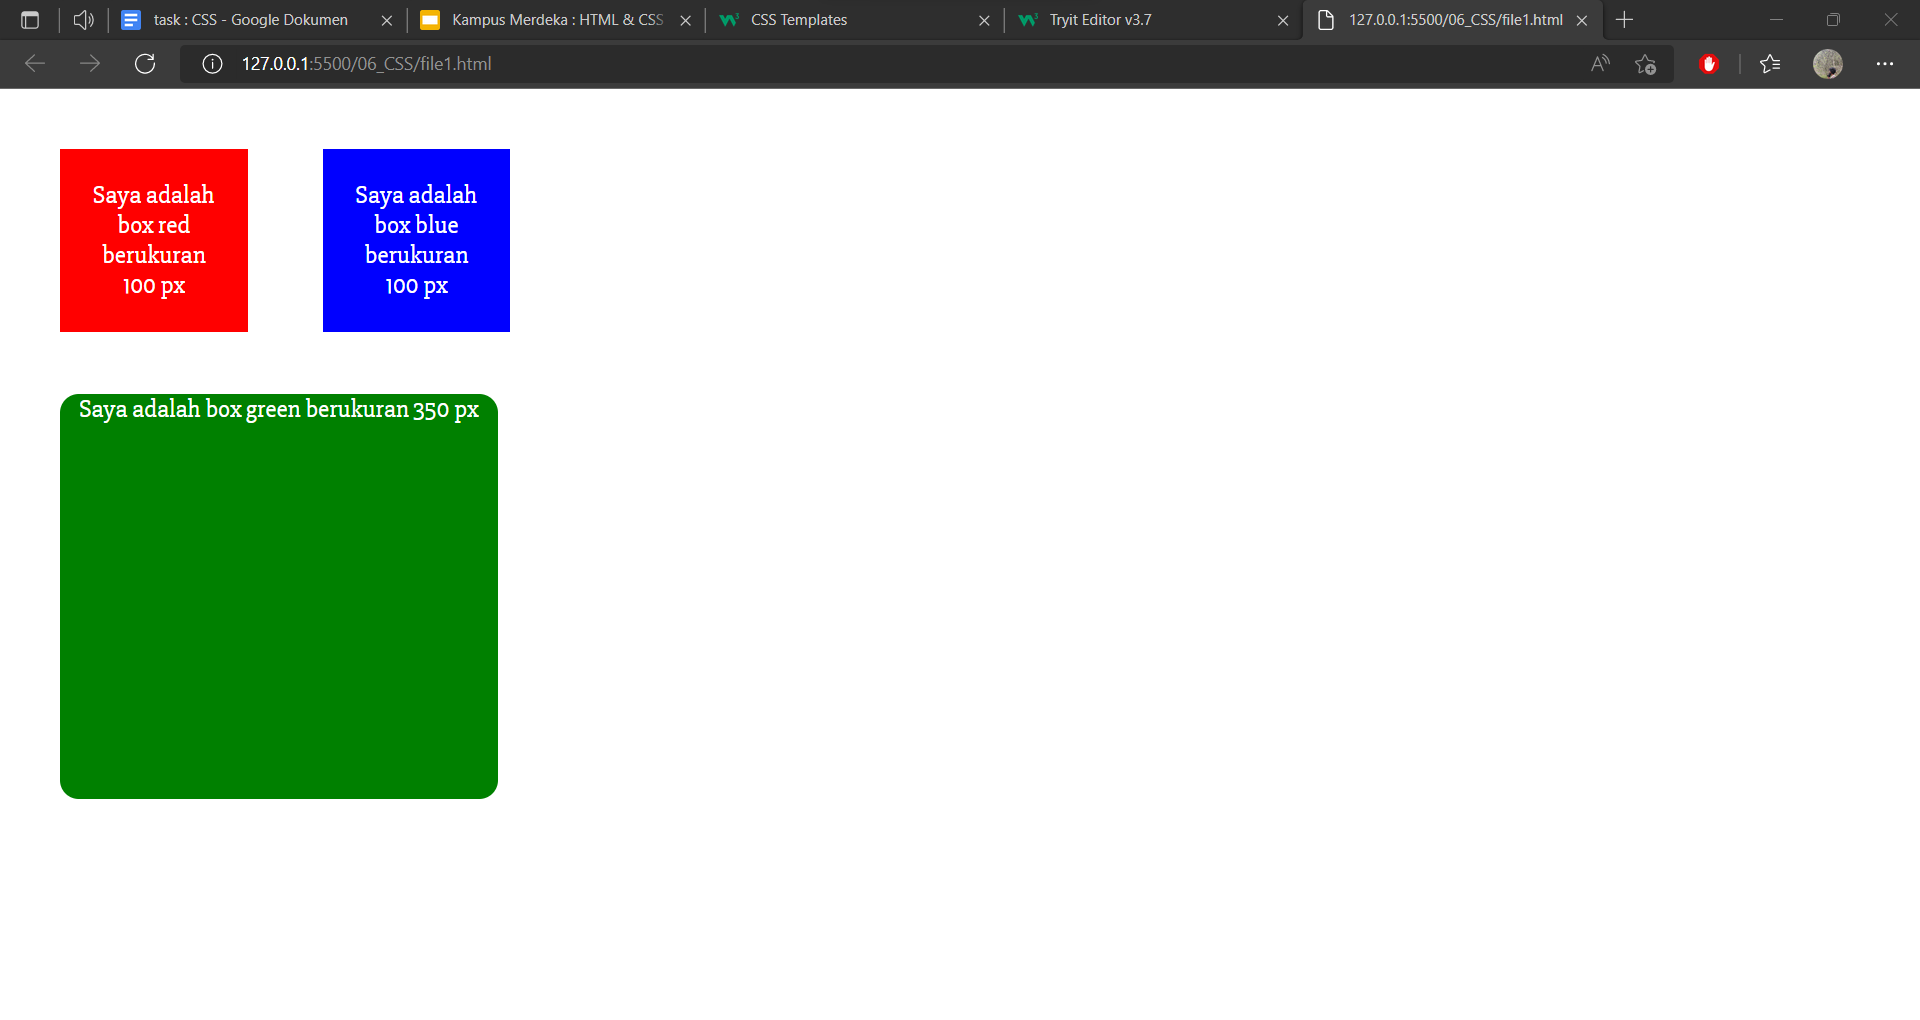 task : CSS - Google Dokumen
Kampus Merdeka : HTML & CSS
CSS Templates
Tryit Editor v3.7
127.0.0.1:5500/06_CSS/file1.html
127.0.0.1:5500/06_CSS/file1.html
Saya adalah
box red
berukuran
100 px
Saya adalah
box blue
berukuran
100 px
Saya adalah box green berukuran 350 px